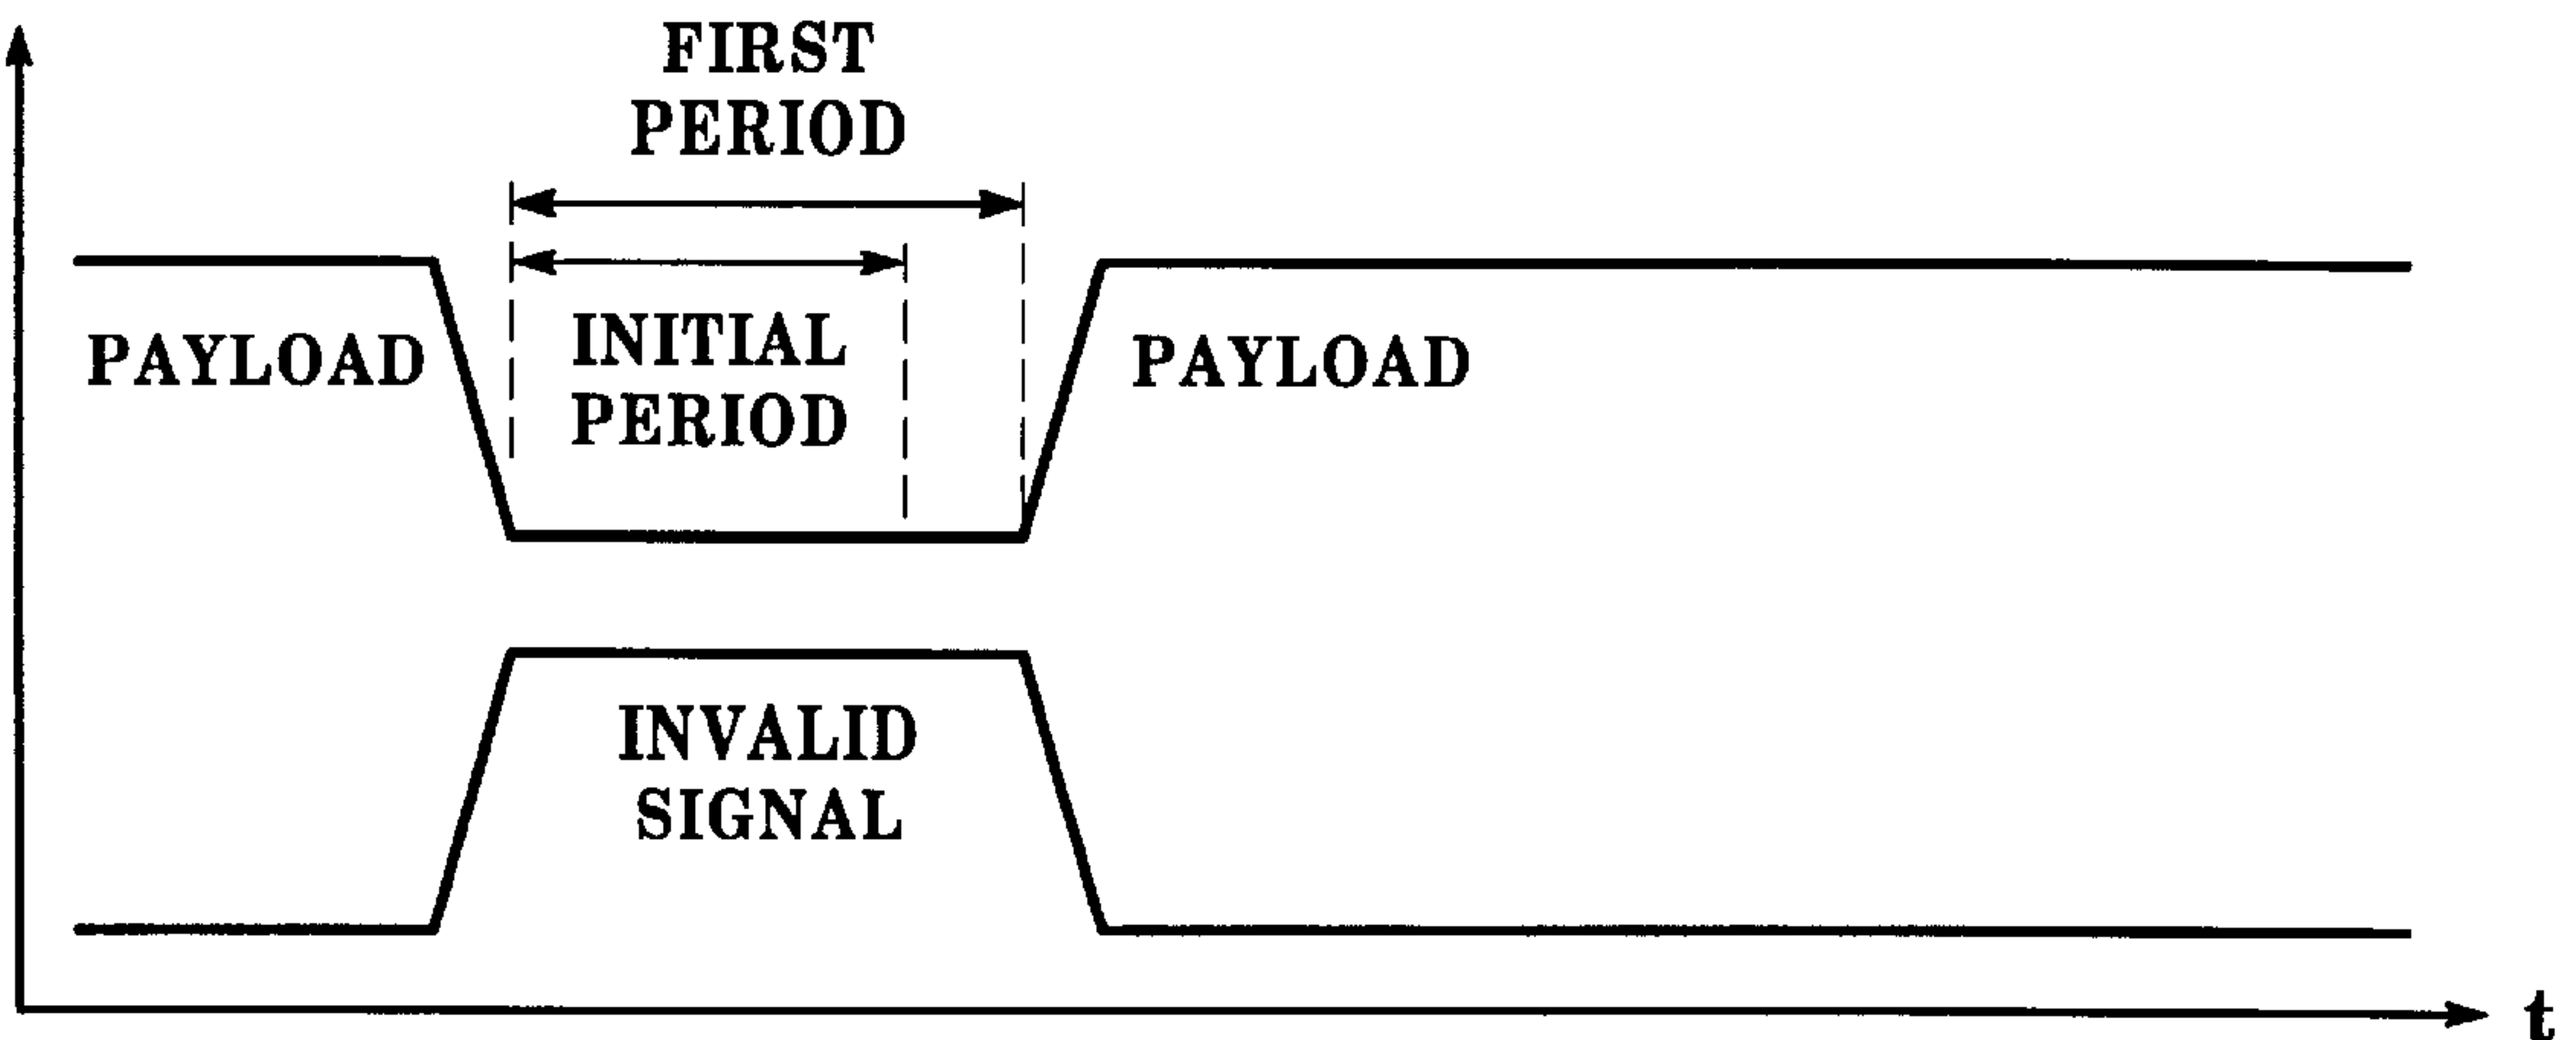 FIRST
PERIOD
INITIAL
PERIOD
PAYLOAD
PAYLOAD
INVALID
SIGNAL
t